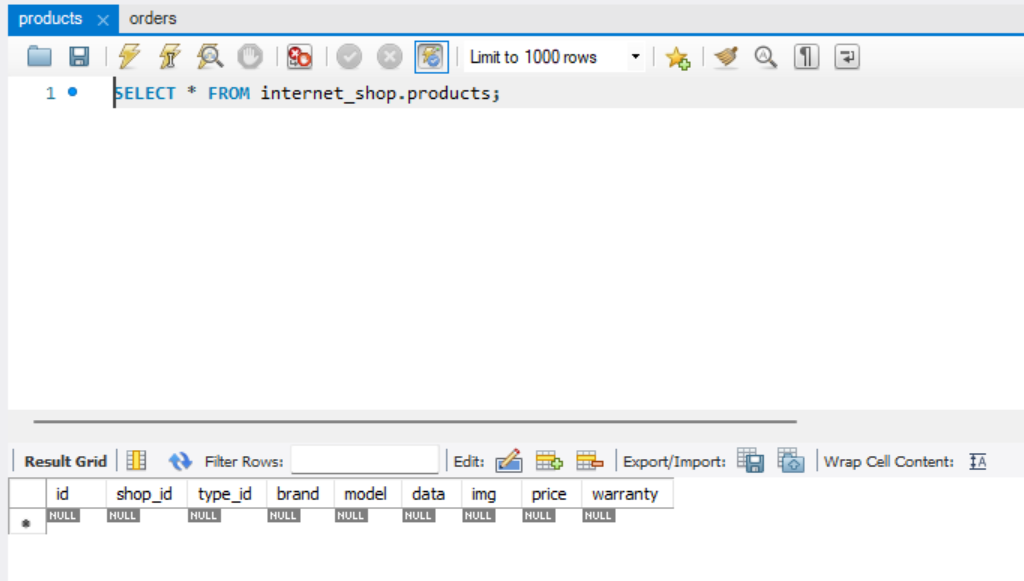 products orders
Limit to 1000 rows
1 SELECT * FROM internet_shop.products;
Result Grid Filter Rows: Edit: Export/Import: Wrap Cell Content:
id shop_id type_id brand model data img price warranty
NULL NULL NULL NULL NULL NULL NULL NULL NULL